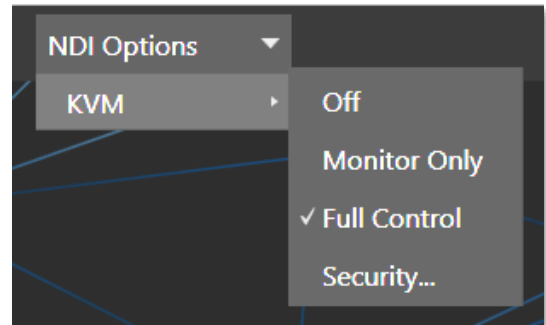 NDI Options
KVM
Off
Monitor Only
Full Control
Security...